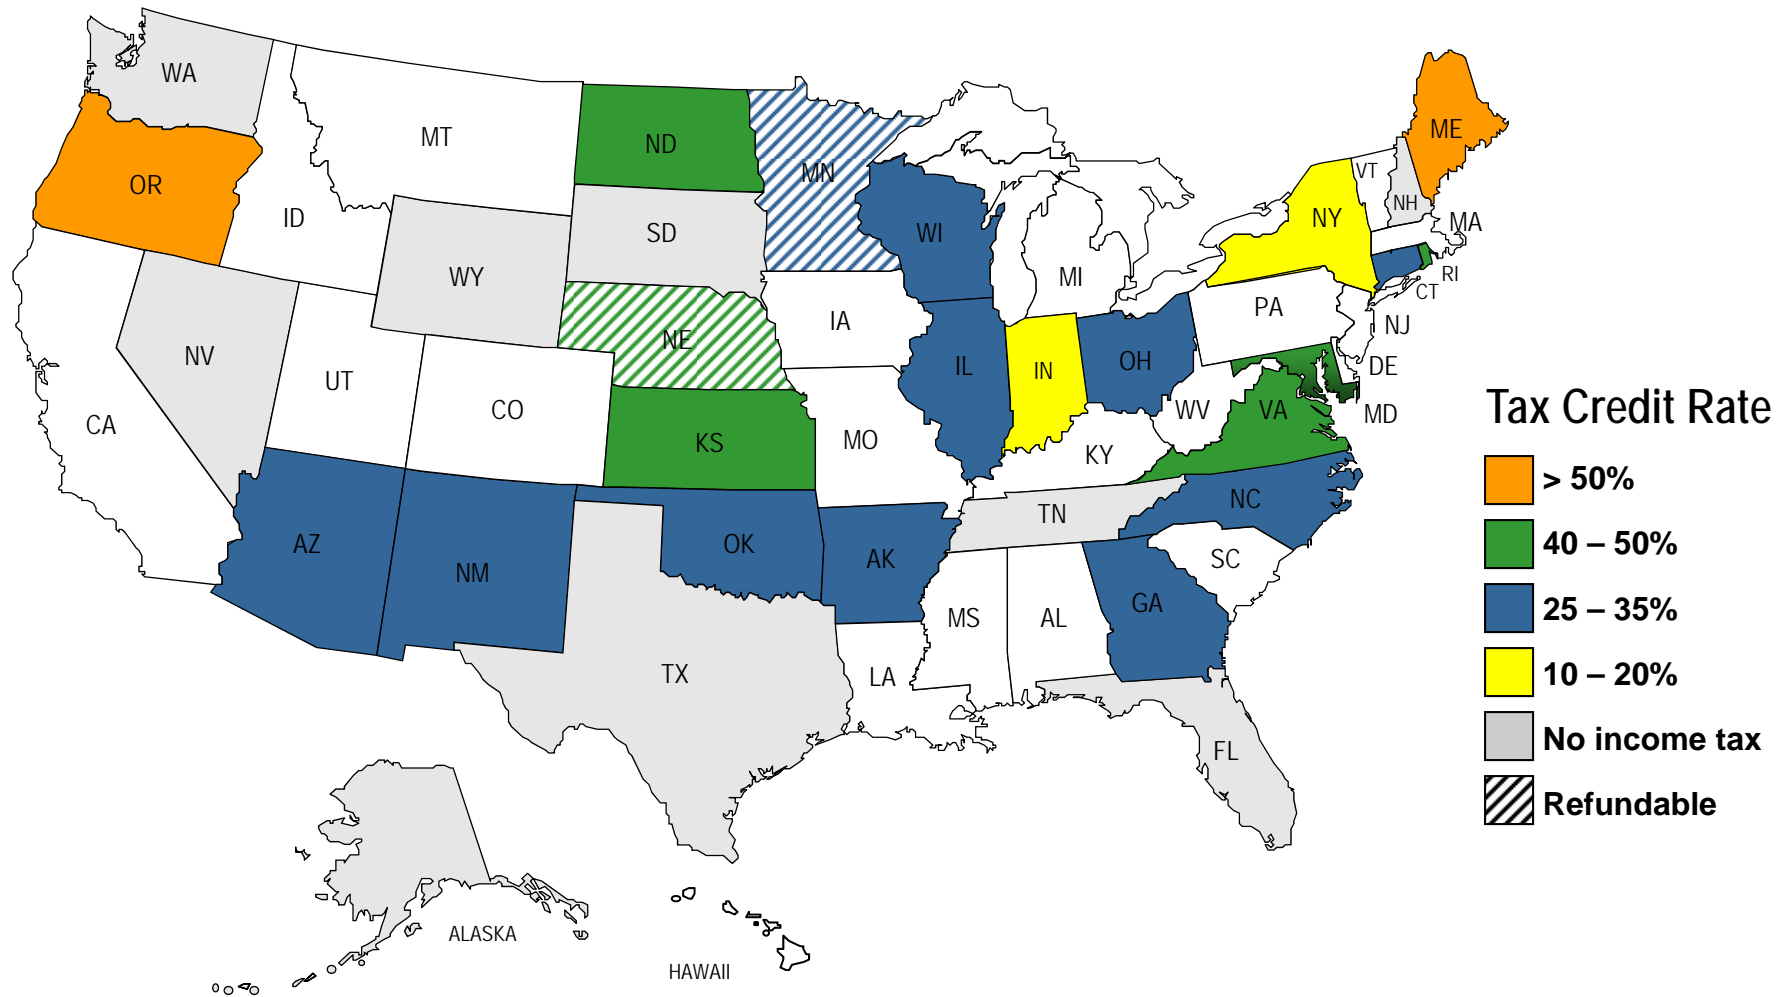 WA
MT
ND
MN
ME
OR
ID
SD
WI
VT
NH
NY
MA
WY
MI
RI
CT
IA
PA
NJ
NV
NE
UT
IL
IN
OH
DE
CO
CA
KS
MO
WV
VA
MD
KY
AZ
NM
OK
AK
TN
NC
SC
MS
AL
GA
TX
LA
FL
ALASKA
HAWAII
Tax Credit Rate
> 50%
40 – 50%
25 – 35%
10 – 20%
No income tax
Refundable